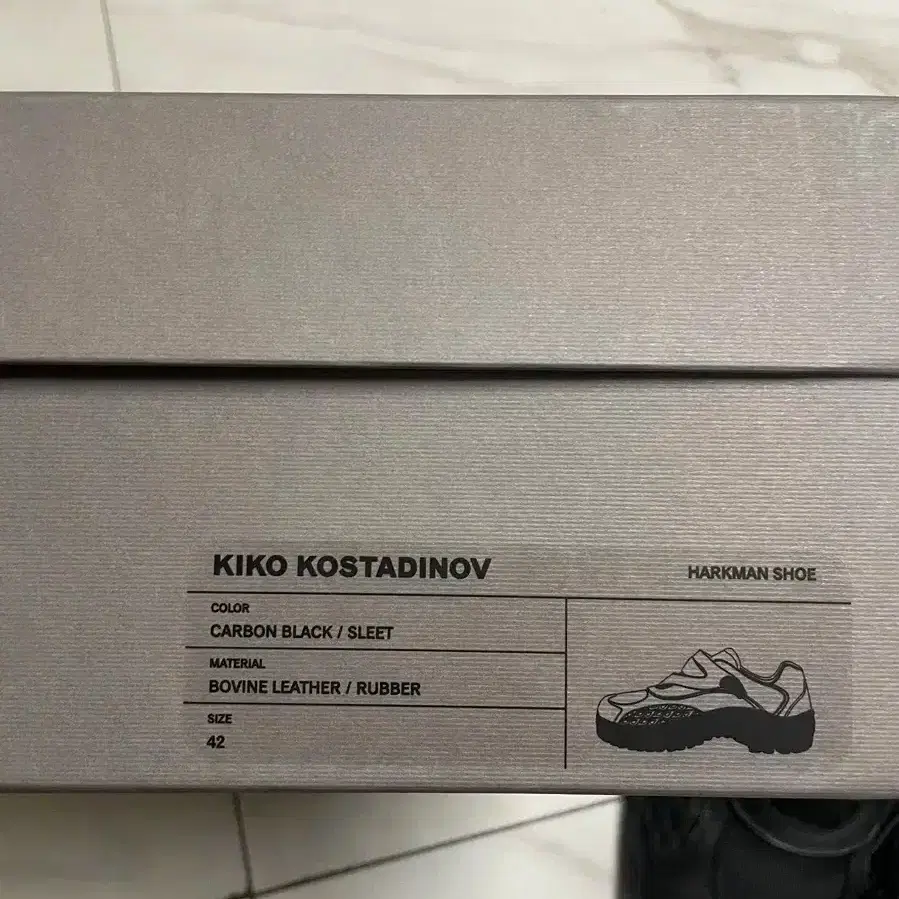 KIKO KOSTADINOV
HARKMAN SHOE
COLOR
CARBON BLACK / SLEET
MATERIAL
BOVINE LEATHER / RUBBER
SIZE
42